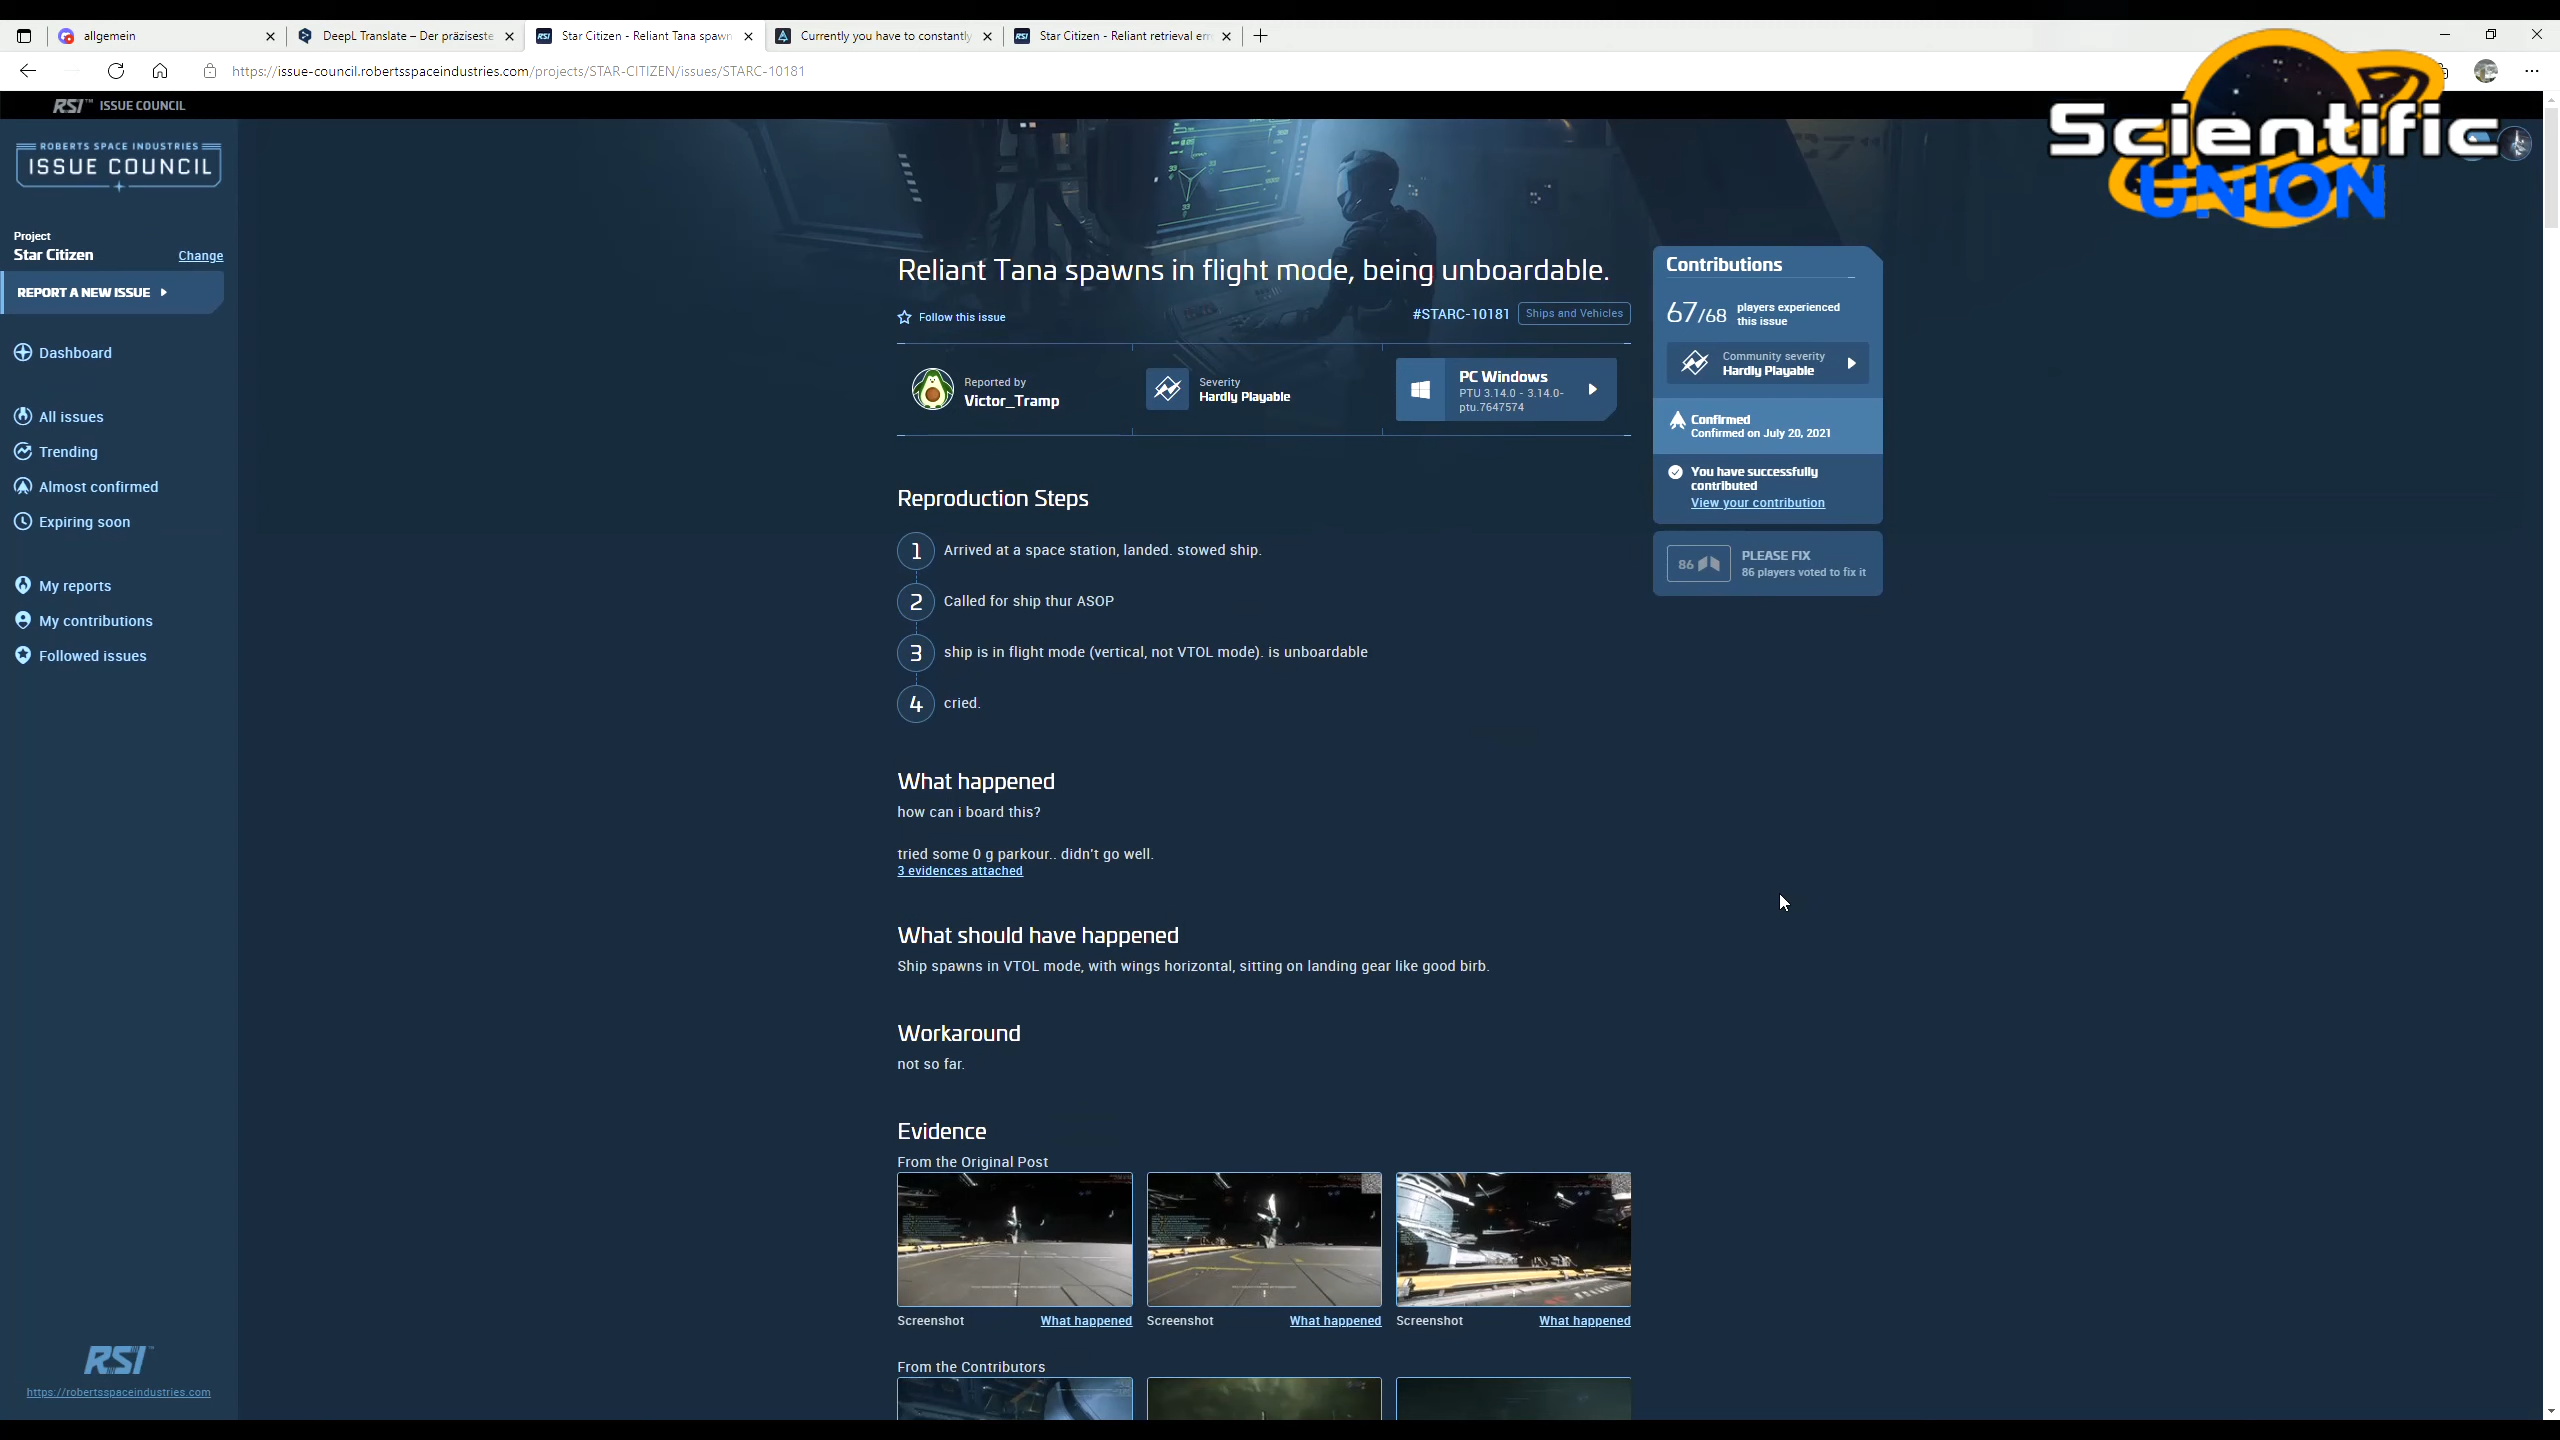 allgemein
DeepL Translate – Der präziseste
Star Citizen - Reliant Tana spawn
Currently you have to constantly
Star Citizen - Reliant retrieval err
https://issue-council.robertsspaceindustries.com/projects/STAR-CITIZEN/issues/STARC-10181
RSI™ ISSUE COUNCIL
Scientific
UNION
ROBERTS SPACE INDUSTRIES
ISSUE COUNCIL
Project
Star Citizen
Change
REPORT A NEW ISSUE
Dashboard
All issues
Trending
Almost confirmed
Expiring soon
My reports
My contributions
Followed issues
RSI™
https://robertsspaceindustries.com
Reliant Tana spawns in flight mode, being unboardable.
Follow this issue
#STARC-10181
Ships and Vehicles
Reported by
Victor_Tramp
Severity
Hardly Playable
PC Windows
PTU 3.14.0 - 3.14.0-
ptu.7647574
Reproduction Steps
1 Arrived at a space station, landed. stowed ship.
2 Called for ship thur ASOP
3 ship is in flight mode (vertical, not VTOL mode). is unboardable
4 cried.
What happened
how can i board this?
tried some 0 g parkour.. didn't go well.
3 evidences attached
What should have happened
Ship spawns in VTOL mode, with wings horizontal, sitting on landing gear like good birb.
Workaround
not so far.
Evidence
From the Original Post
Screenshot What happened
Screenshot What happened
Screenshot What happened
From the Contributors
Contributions
67/68 players experienced
this issue
Community severity
Hardly Playable
Confirmed
Confirmed on July 20, 2021
You have successfully
contributed
View your contribution
86
PLEASE FIX
86 players voted to fix it